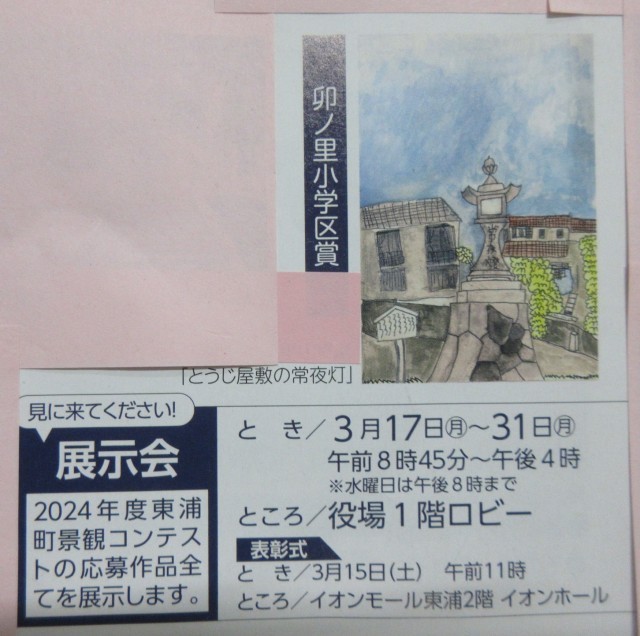 卯ノ里小学区賞
「とうじ屋敷の常夜灯」
見に来てください!
展示会
2024年度東浦
町景観コンテス
トの応募作品全
てを展示します。
と き/3月17日㊊~31日㊊
午前8時45分~午後4時
※水曜日は午後8時まで
ところ/役場1階ロビー
表彰式
と き/3月15日(土) 午前11時
ところ/イオンモール東浦2階 イオンホール